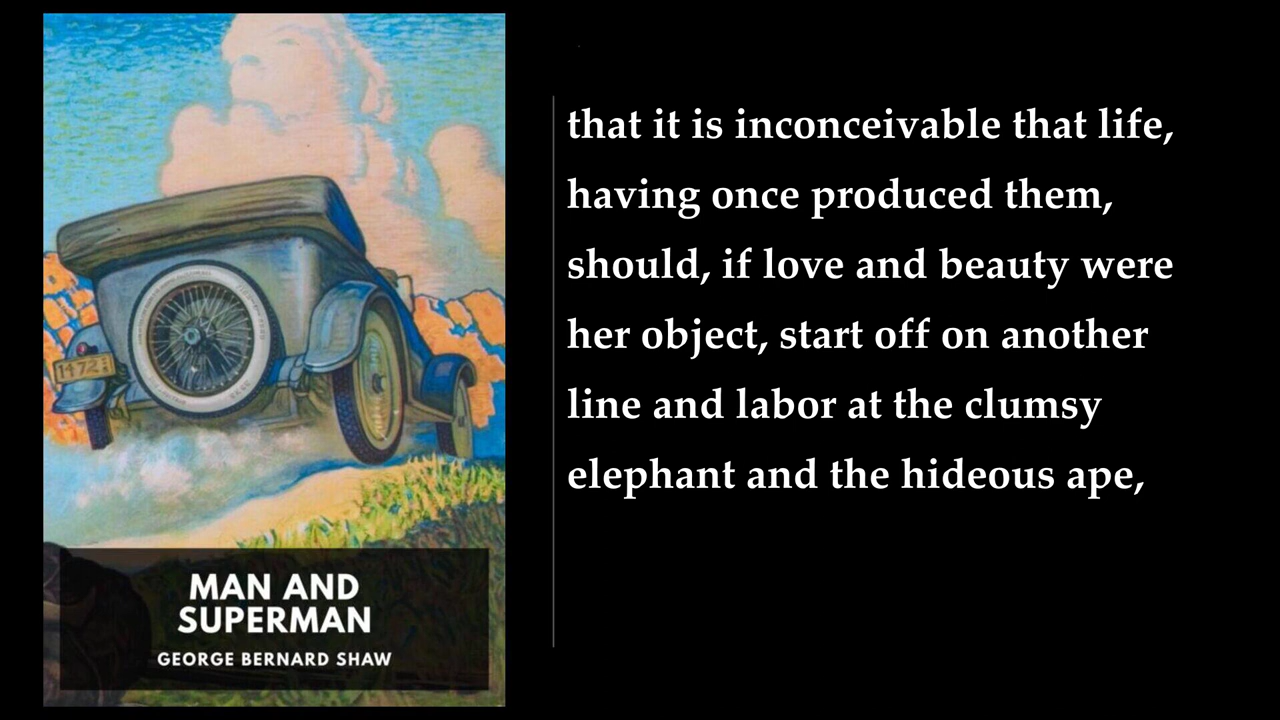 that it is inconceivable that life,
having once produced them,
should, if love and beauty were
her object, start off on another
line and labor at the clumsy
elephant and the hideous ape,
1472
MAN AND
SUPERMAN
GEORGE BERNARD SHAW